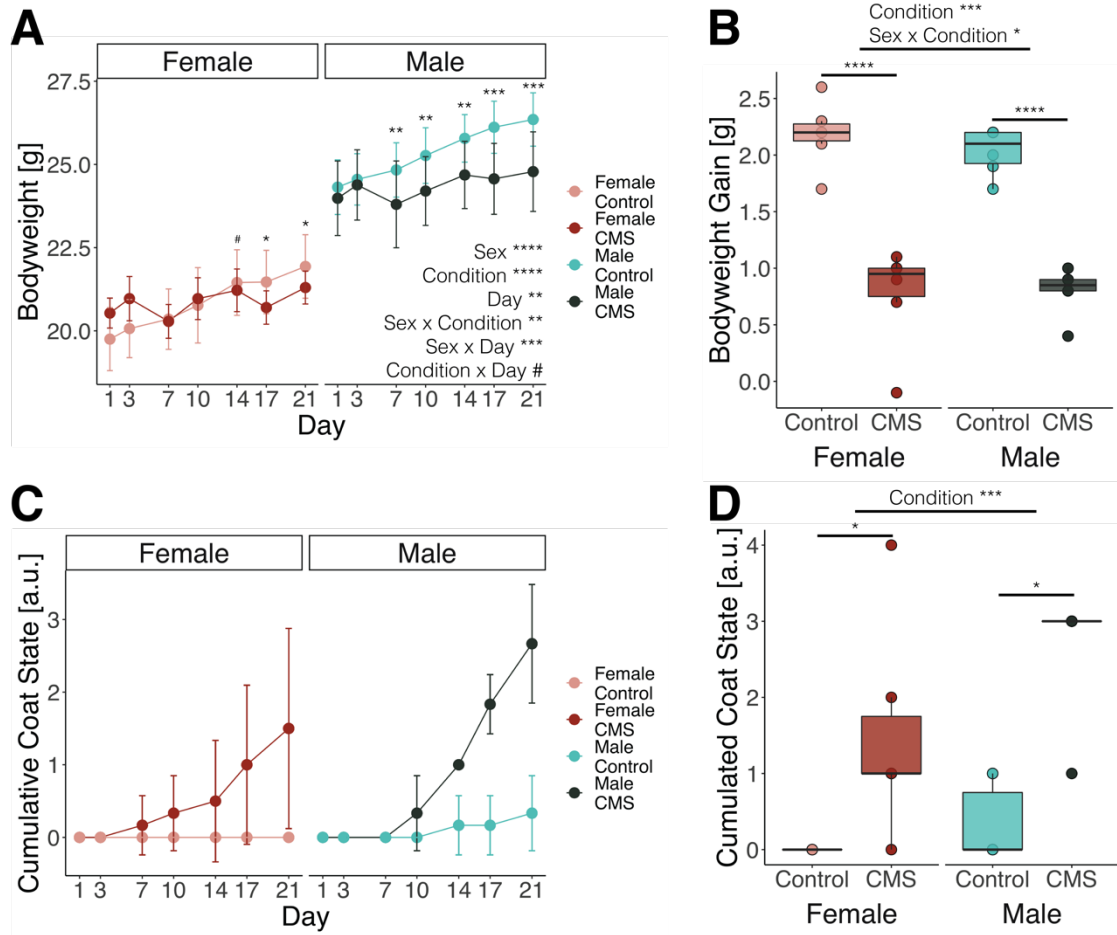 A
Female
Male
Bodyweight [g]
27.5
25.0
22.5
20.0
#
*
*
**
**
**
***
***
Sex ****
Condition ****
Day **
Sex x Condition **
Sex x Day ***
Condition x Day #
1 3 7 10 14 17 21
1 3 7 10 14 17 21
Day
Female
Control
Female
CMS
Male
Control
Male
CMS
B
Condition ***
Sex x Condition *
****
****
Bodyweight Gain [g]
2.5
2.0
1.5
1.0
0.5
0.0
Control CMS Control CMS
Female Male
C
Female
Male
Cumulative Coat State [a.u.]
3
2
1
0
1 3 7 10 14 17 21
1 3 7 10 14 17 21
Day
Female
Control
Female
CMS
Male
Control
Male
CMS
D
Condition ***
*
*
Cumulated Coat State [a.u.]
4
3
2
1
0
Control CMS Control CMS
Female Male